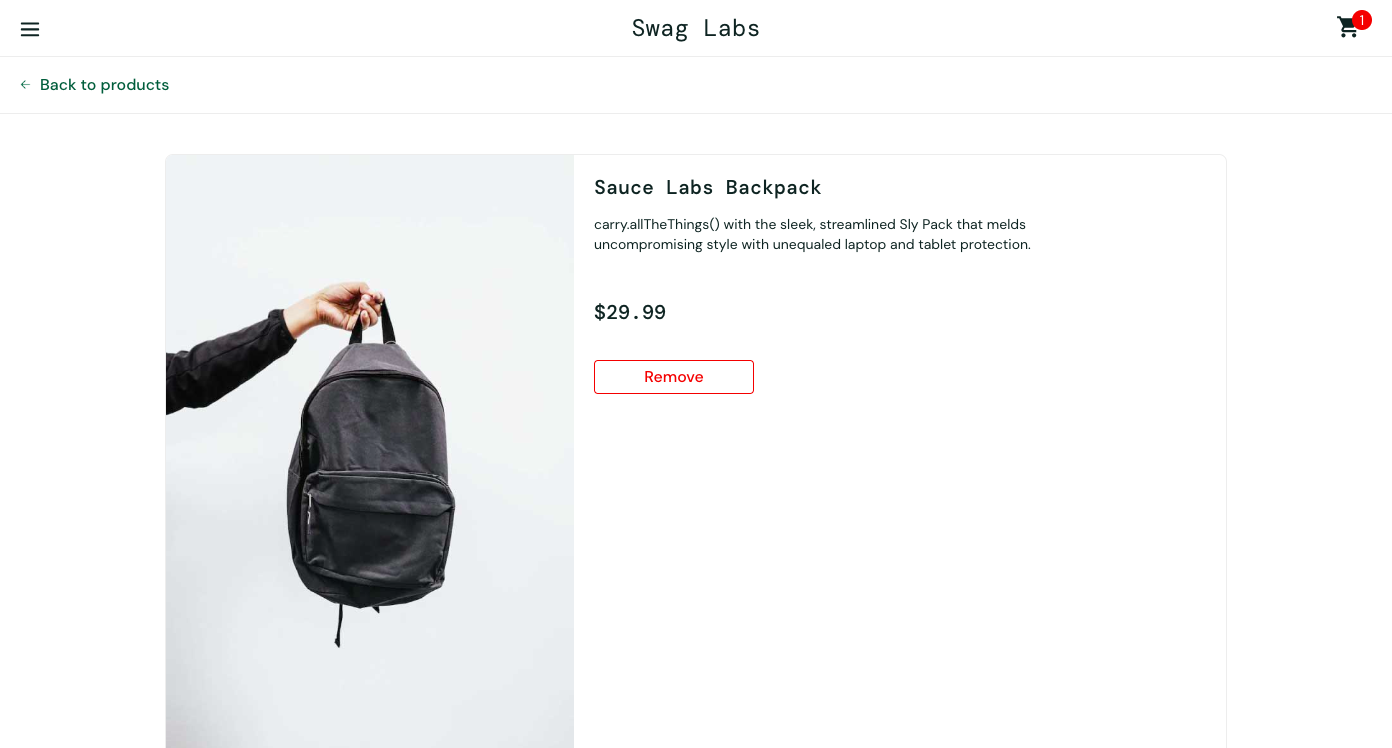 Swag Labs
1
Back to products
Sauce Labs Backpack
carry.allTheThings() with the sleek, streamlined Sly Pack that melds
uncompromising style with unequaled laptop and tablet protection.
$29.99
Remove